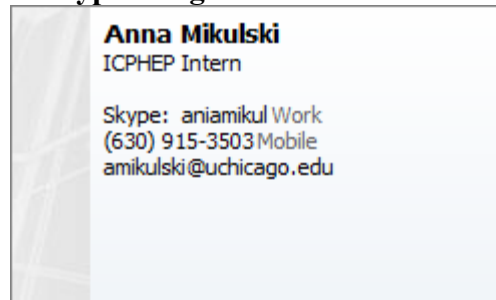 Anna Mikulski
ICPHEP Intern
Skype: aniamikul Work
(630) 915-3503 Mobile
amikulski@uchicago.edu